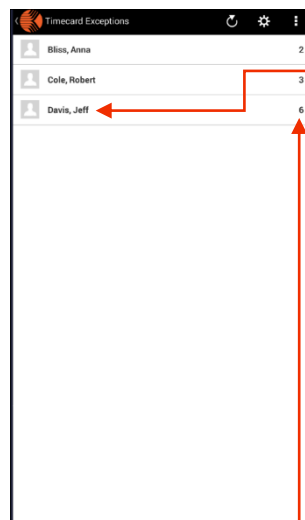 Timecard Exceptions
Bliss, Anna 2
Cole, Robert 3
Davis, Jeff 6